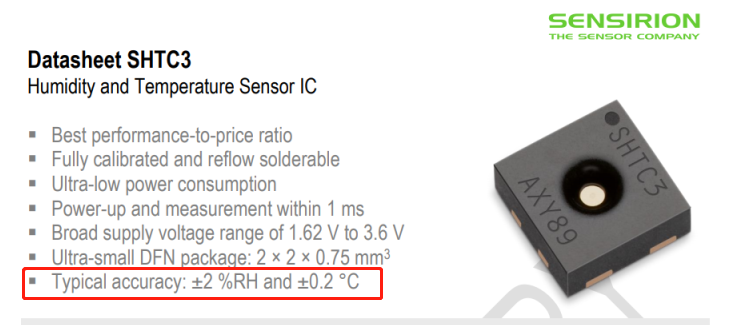 SENSIRION
THE SENSOR COMPANY
Datasheet SHTC3
Humidity and Temperature Sensor IC
▪ Best performance-to-price ratio
▪ Fully calibrated and reflow solderable
▪ Ultra-low power consumption
▪ Power-up and measurement within 1 ms
▪ Broad supply voltage range of 1.62 V to 3.6 V
▪ Ultra-small DFN package: 2 × 2 × 0.75 mm³
▪ Typical accuracy: ±2 %RH and ±0.2 °C
SHTC3
AXY89